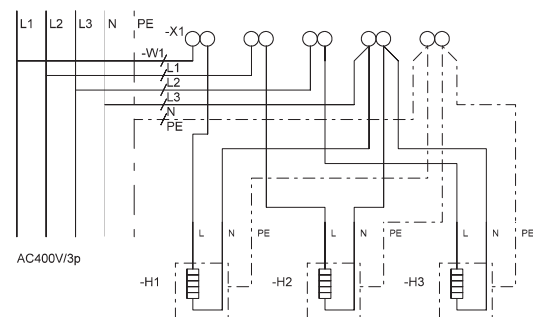 L1 L2 L3 N PE
-X1
-W1
L1
L2
L3
N
PE
L N PE L N PE L N PE
AC400V/3p
-H1 -H2 -H3